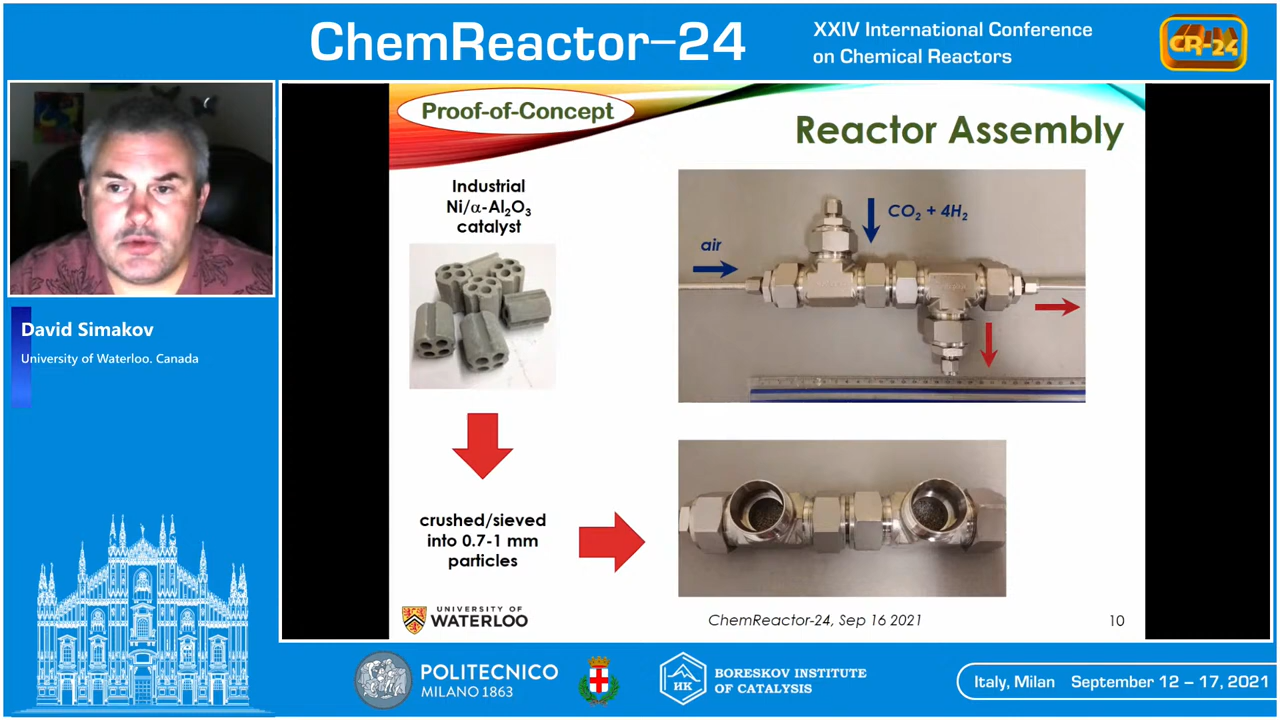 ChemReactor–24
XXIV International Conference
on Chemical Reactors
CR-24
David Simakov
University of Waterloo. Canada
Proof-of-Concept
Reactor Assembly
Industrial
Ni/α-Al₂O₃
catalyst
crushed/sieved
into 0.7-1 mm
particles
air
CO₂ + 4H₂
UNIVERSITY OF
WATERLOO
ChemReactor-24, Sep 16 2021
10
POLITECNICO
MILANO 1863
НК
BORESKOV INSTITUTE
OF CATALYSIS
Italy, Milan September 12 – 17, 2021